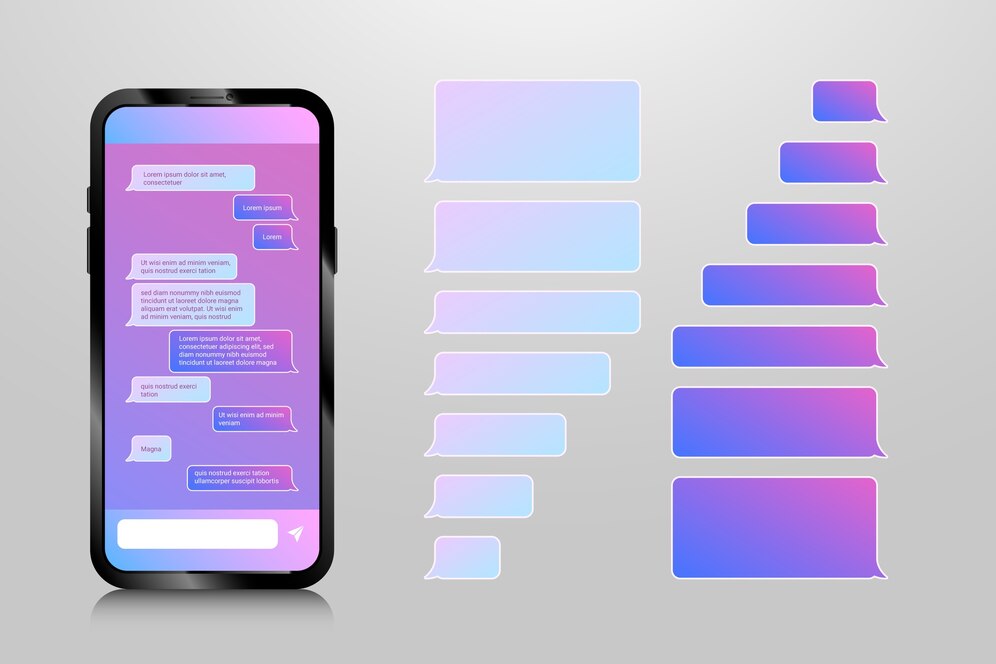 Lorem ipsum dolor sit amet,
consectetuer
Lorem ipsum
Lorem
Ut wisi enim ad minim veniam,
quis nostrud exerci tation
sed diam nonummy nibh euismod
tincidunt ut laoreet dolore magna
aliquam erat volutpat. Ut wisi enim
ad minim veniam, quis nostrud
Lorem ipsum dolor sit amet,
consectetuer adipiscing elit, sed
diam nonummy nibh euismod
tincidunt ut laoreet dolore magna
quis nostrud exerci
tation
Ut wisi enim ad minim
veniam
Magna
quis nostrud exerci tation
ullamcorper suscipit lobortis